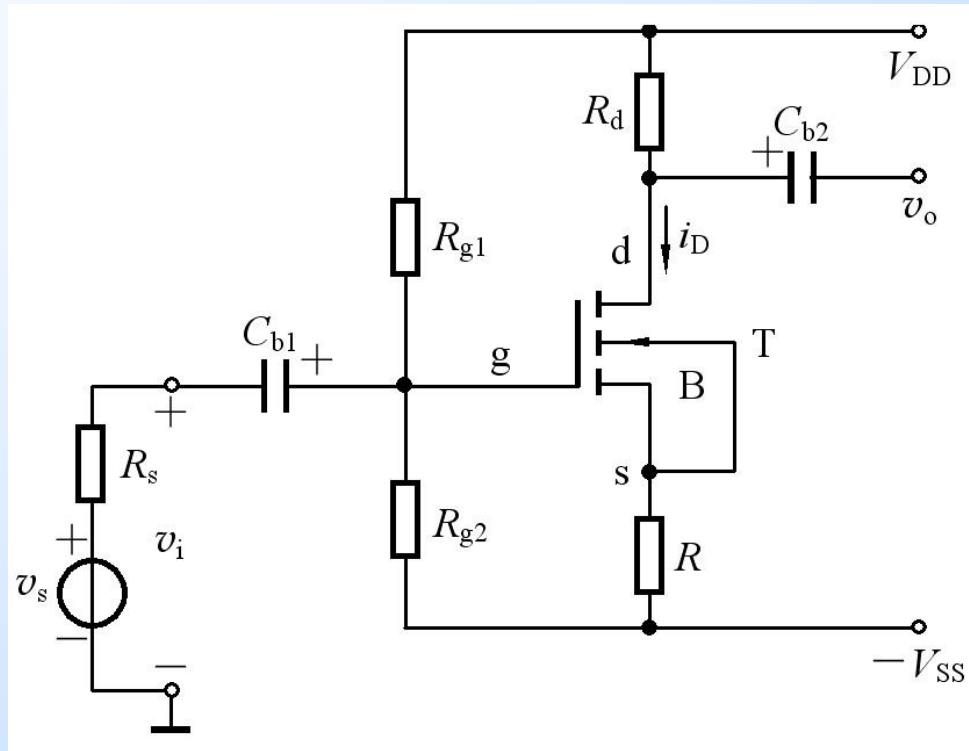 V_DD
R_d
C_b2
+
v_o
R_g1
i_D
d
C_b1
+
g
T
B
+
R_s
s
R_g2
+
v_i
R
v_s
−
−
−V_SS